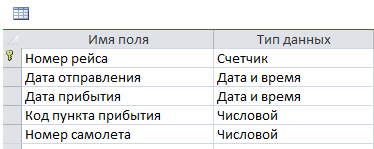 Имя поля Тип данных
Номер рейса Счетчик
Дата отправления Дата и время
Дата прибытия Дата и время
Код пункта прибытия Числовой
Номер самолета Числовой